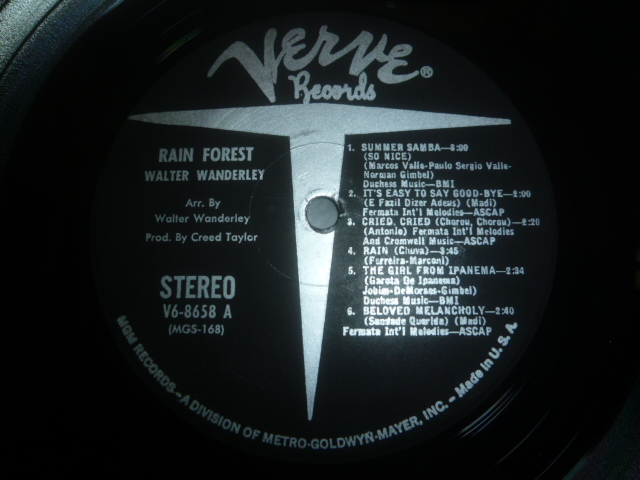 Verve®
Records
RAIN FOREST
WALTER WANDERLEY
Arr. By
Walter Wanderley
Prod. By Creed Taylor
STEREO
V6-8658 A
(MGS-168)
1. SUMMER SAMBA—3:00
(SO NICE)
(Marcos Valle-Paulo Sergio Valle-
Norman Gimbel)
Duchess Music—BMI
2. IT'S EASY TO SAY GOOD-BYE—2:00
(E Fazil Dizer Adeus) (Madi)
Fermata Int'l Melodies—ASCAP
3. CRIED, CRIED (Chorou, Chorou)—2:20
(Antonio) Fermata Int'l Melodies
And Cromwell Music—ASCAP
4. RAIN (Chuva)—3:45
(Ferreira-Marconi)
5. THE GIRL FROM IPANEMA—2:34
(Garota De Ipanema)
Jobim-DeMoraes-Gimbel)
Duchess Music—BMI
6. BELOVED MELANCHOLY—2:40
(Saudade Querida) (Madi)
Fermata Int'l Melodies—ASCAP
MGM RECORDS—A DIVISION OF METRO-GOLDWYN-MAYER, INC. – Made in U.S.A.